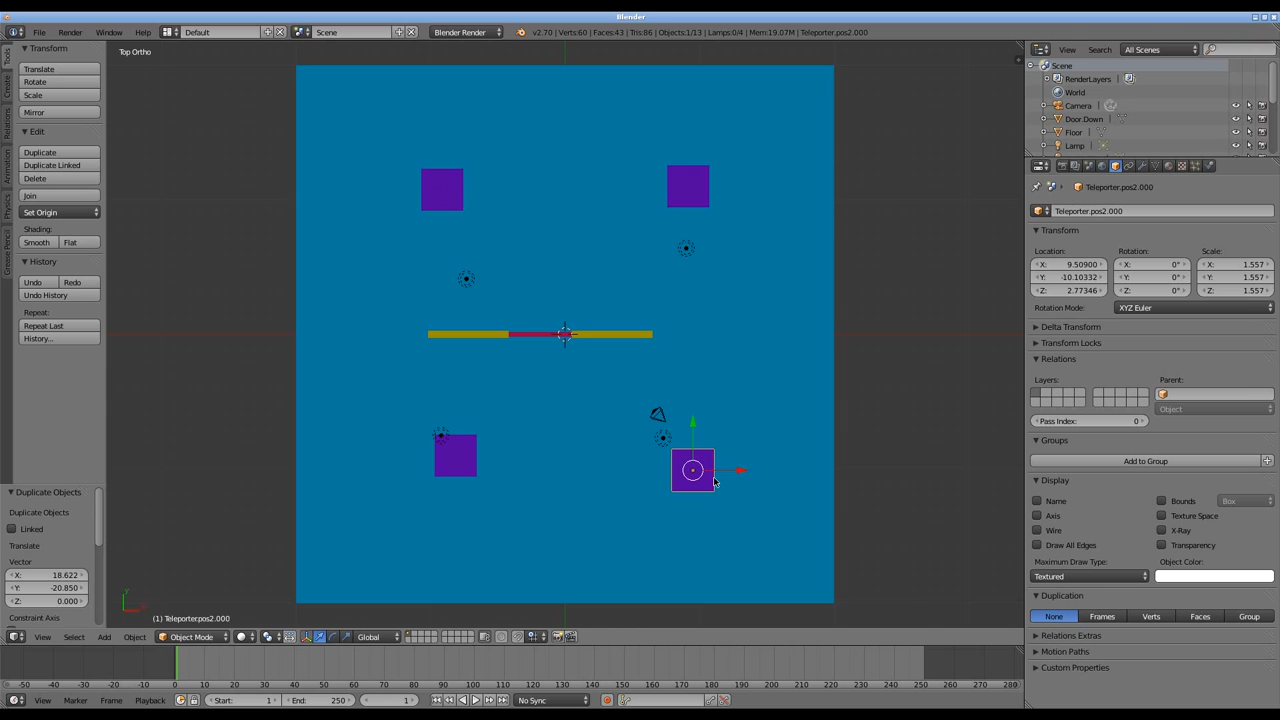 Blender
File Render Window Help Default Scene Blender Render v2.70 | Verts:60 | Faces:43 | Tris:86 | Objects:1/13 | Lamps:0/4 | Mem:19.07M | Teleporter.pos2.000
Tools
Create
Relations
Animation
Physics
Grease Pencil
Transform
Translate
Rotate
Scale
Mirror
Edit
Duplicate
Duplicate Linked
Delete
Join
Set Origin
Shading:
Smooth Flat
History
Undo Redo
Undo History
Repeat:
Repeat Last
History...
Duplicate Objects
Duplicate Objects
Linked
Translate
Vector
X: 18.622
Y: -20.850
Z: 0.000
Constraint Axis
Top Ortho
(1) Teleporter.pos2.000
View Select Add Object Object Mode Global
-50 -40 -30 -20 -10 0 10 20 30 40 50 60 70 80 90 100 110 120 130 140 150 160 170 180 190 200 210 220 230 240 250 260 270 280
View Marker Frame Playback Start: 1 End: 250 1 No Sync
View Search All Scenes
Scene
RenderLayers
World
Camera
Door.Down
Floor
Lamp
Teleporter.pos2.000
Teleporter.pos2.000
Transform
Location: Rotation: Scale:
X: 9.50900 X: 0° X: 1.557
Y: -10.10332 Y: 0° Y: 1.557
Z: 2.77346 Z: 0° Z: 1.557
Rotation Mode: XYZ Euler
Delta Transform
Transform Locks
Relations
Layers: Parent:
Object
Pass Index: 0
Groups
Add to Group
Display
Name Bounds Box
Axis Texture Space
Wire X-Ray
Draw All Edges Transparency
Maximum Draw Type: Object Color:
Textured
Duplication
None Frames Verts Faces Group
Relations Extras
Motion Paths
Custom Properties